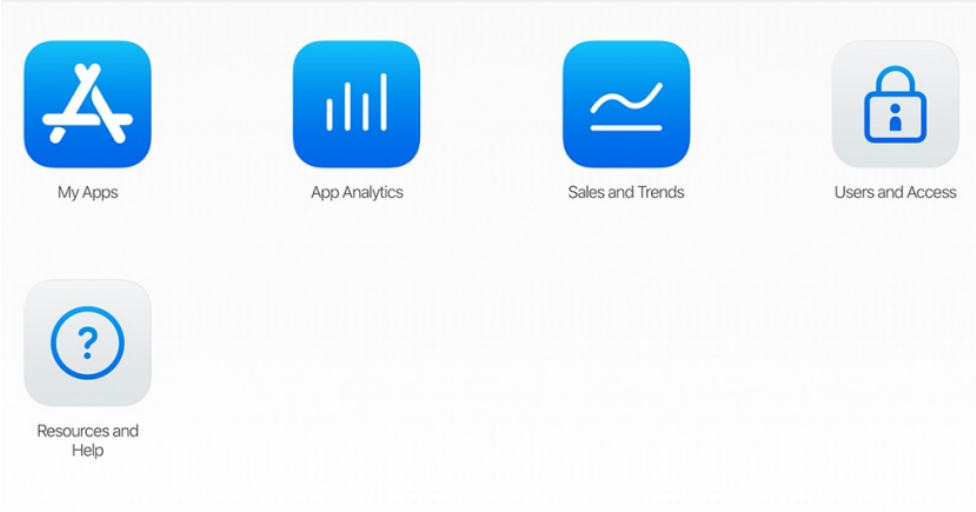 My Apps
App Analytics
Sales and Trends
Users and Access
?
Resources and
Help